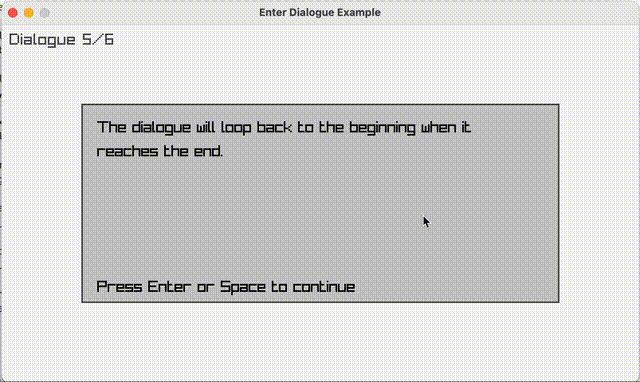 Enter Dialogue Example
Dialogue 5/6
The dialogue will loop back to the beginning when it
reaches the end.
Press Enter or Space to continue